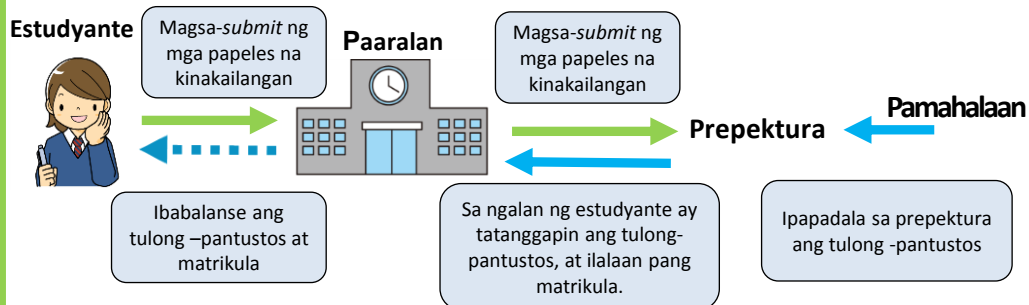 Estudyante
Magsa-submit ng
mga papeles na
kinakailangan
Paaralan
Magsa-submit ng
mga papeles na
kinakailangan
Prepektura
Pamahalaan
Ibabalanse ang
tulong –pantustos at
matrikula
Sa ngalan ng estudyante ay
tatanggapin ang tulong-
pantustos, at ilalaan pang
matrikula.
Ipapadala sa prepektura
ang tulong -pantustos